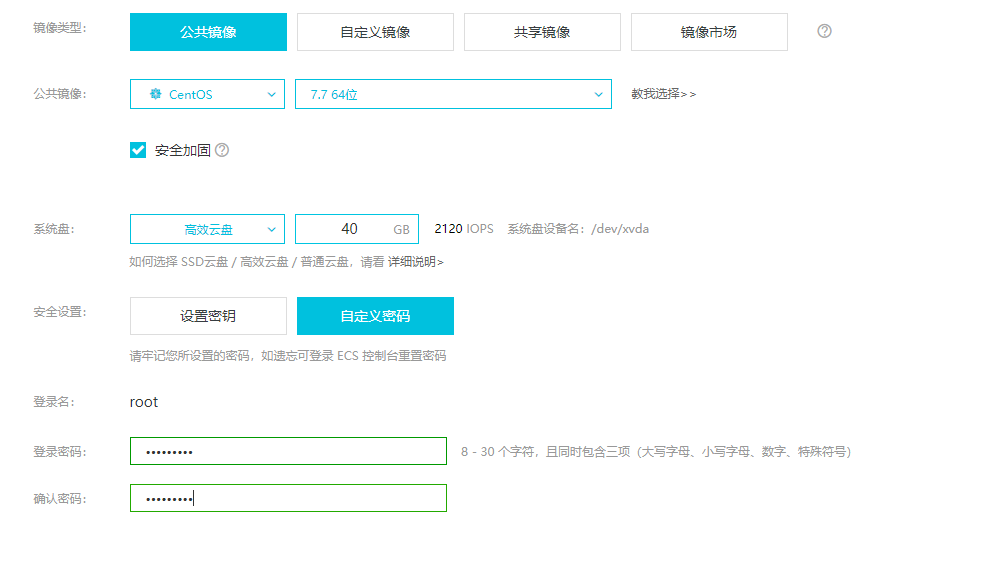 镜像类型: 公共镜像 自定义镜像 共享镜像 镜像市场 ?
公共镜像: CentOS 7.7 64位 教我选择>>
安全加固 ?
系统盘: 高效云盘 40 GB 2120 IOPS 系统盘设备名: /dev/xvda
如何选择 SSD云盘 / 高效云盘 / 普通云盘, 请看 详细说明>
安全设置: 设置密钥 自定义密码
请牢记您所设置的密码, 如遗忘可登录 ECS 控制台重置密码
登录名: root
登录密码: ••••••••• 8 - 30 个字符, 且同时包含三项 (大写字母、小写字母、数字、特殊符号)
确认密码: •••••••••